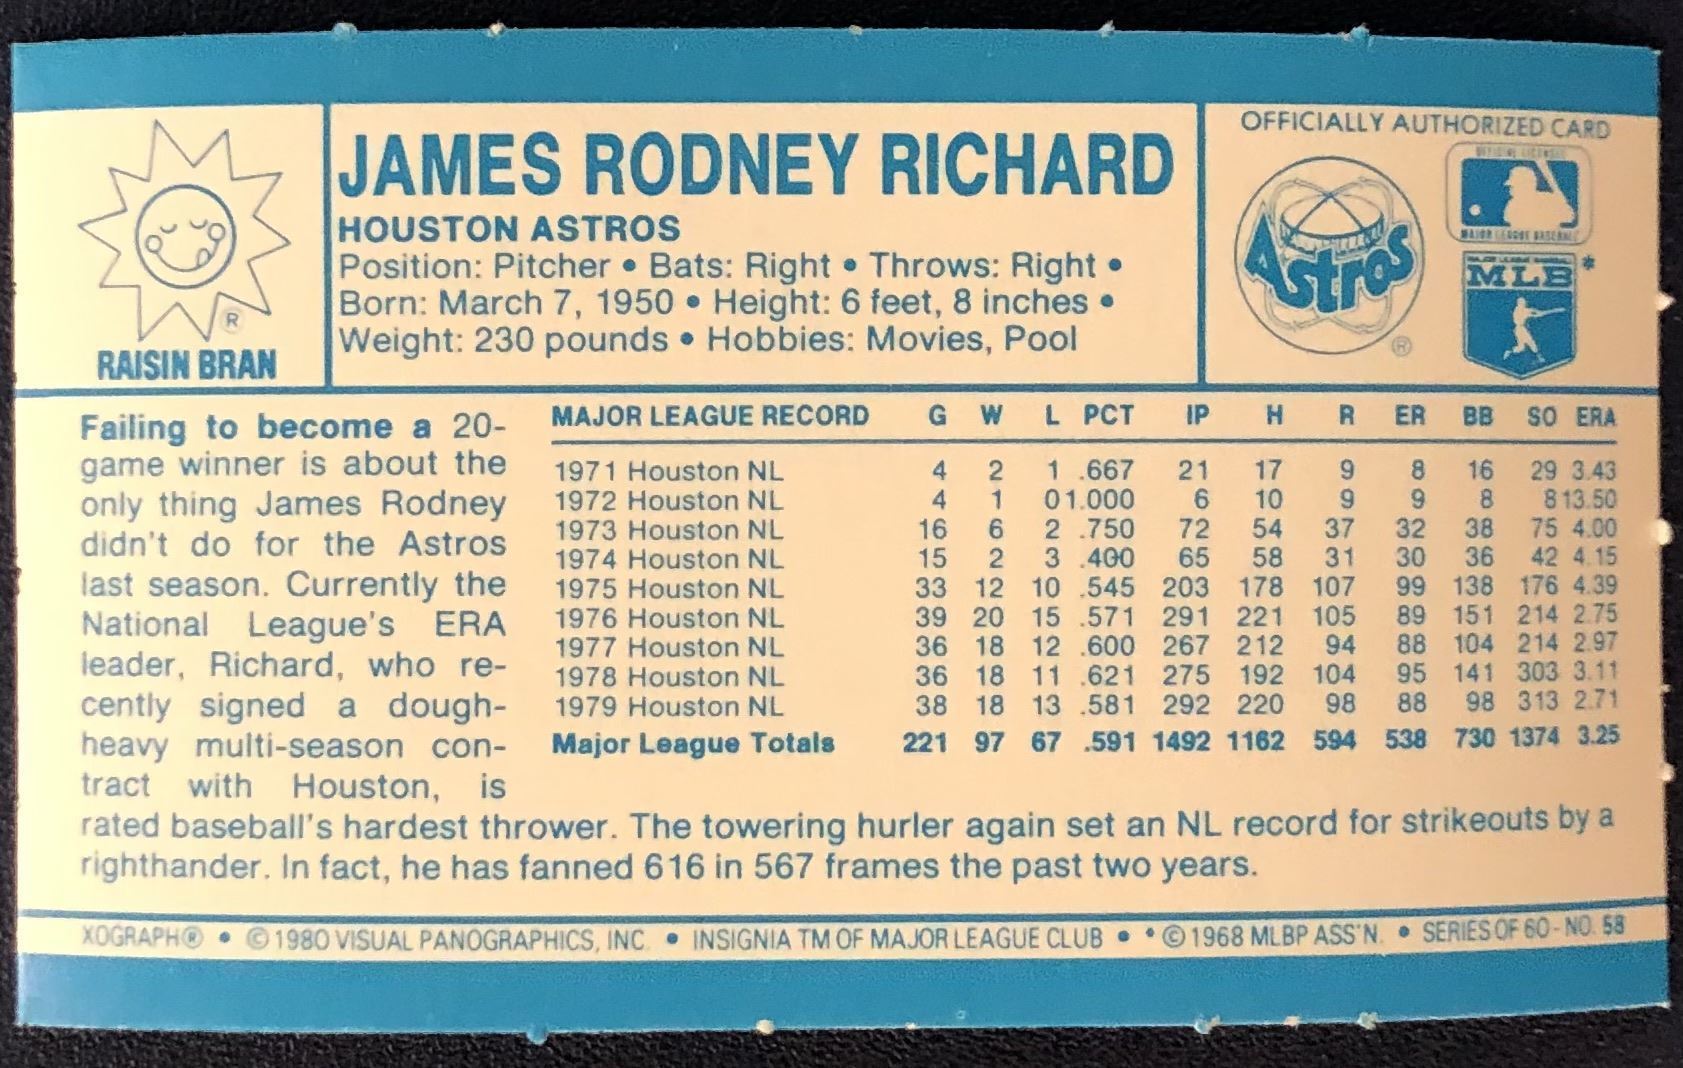 JAMES RODNEY RICHARD
HOUSTON ASTROS
Position: Pitcher • Bats: Right • Throws: Right •
Born: March 7, 1950 • Height: 6 feet, 8 inches •
Weight: 230 pounds • Hobbies: Movies, Pool
®
RAISIN BRAN
OFFICIALLY AUTHORIZED CARD
Astros
®
MAJOR LEAGUE BASEBALL
MLB*
Failing to become a 20-
game winner is about the
only thing James Rodney
didn't do for the Astros
last season. Currently the
National League's ERA
leader, Richard, who re-
cently signed a dough-
heavy multi-season con-
tract with Houston, is
rated baseball's hardest thrower. The towering hurler again set an NL record for strikeouts by a
righthander. In fact, he has fanned 616 in 567 frames the past two years.
MAJOR LEAGUE RECORD G W L PCT IP H R ER BB SO ERA
1971 Houston NL 4 2 1 .667 21 17 9 8 16 29 3.43
1972 Houston NL 4 1 0 1.000 6 10 9 9 8 8 13.50
1973 Houston NL 16 6 2 .750 72 54 37 32 38 75 4.00
1974 Houston NL 15 2 3 .400 65 58 31 30 36 42 4.15
1975 Houston NL 33 12 10 .545 203 178 107 99 138 176 4.39
1976 Houston NL 39 20 15 .571 291 221 105 89 151 214 2.75
1977 Houston NL 36 18 12 .600 267 212 94 88 104 214 2.97
1978 Houston NL 36 18 11 .621 275 192 104 95 141 303 3.11
1979 Houston NL 38 18 13 .581 292 220 98 88 98 313 2.71
Major League Totals 221 97 67 .591 1492 1162 594 538 730 1374 3.25
XOGRAPH® • ©1980 VISUAL PANOGRAPHICS, INC. • INSIGNIA TM OF MAJOR LEAGUE CLUB • *©1968 MLBP ASS'N. • SERIES OF 60-NO. 58